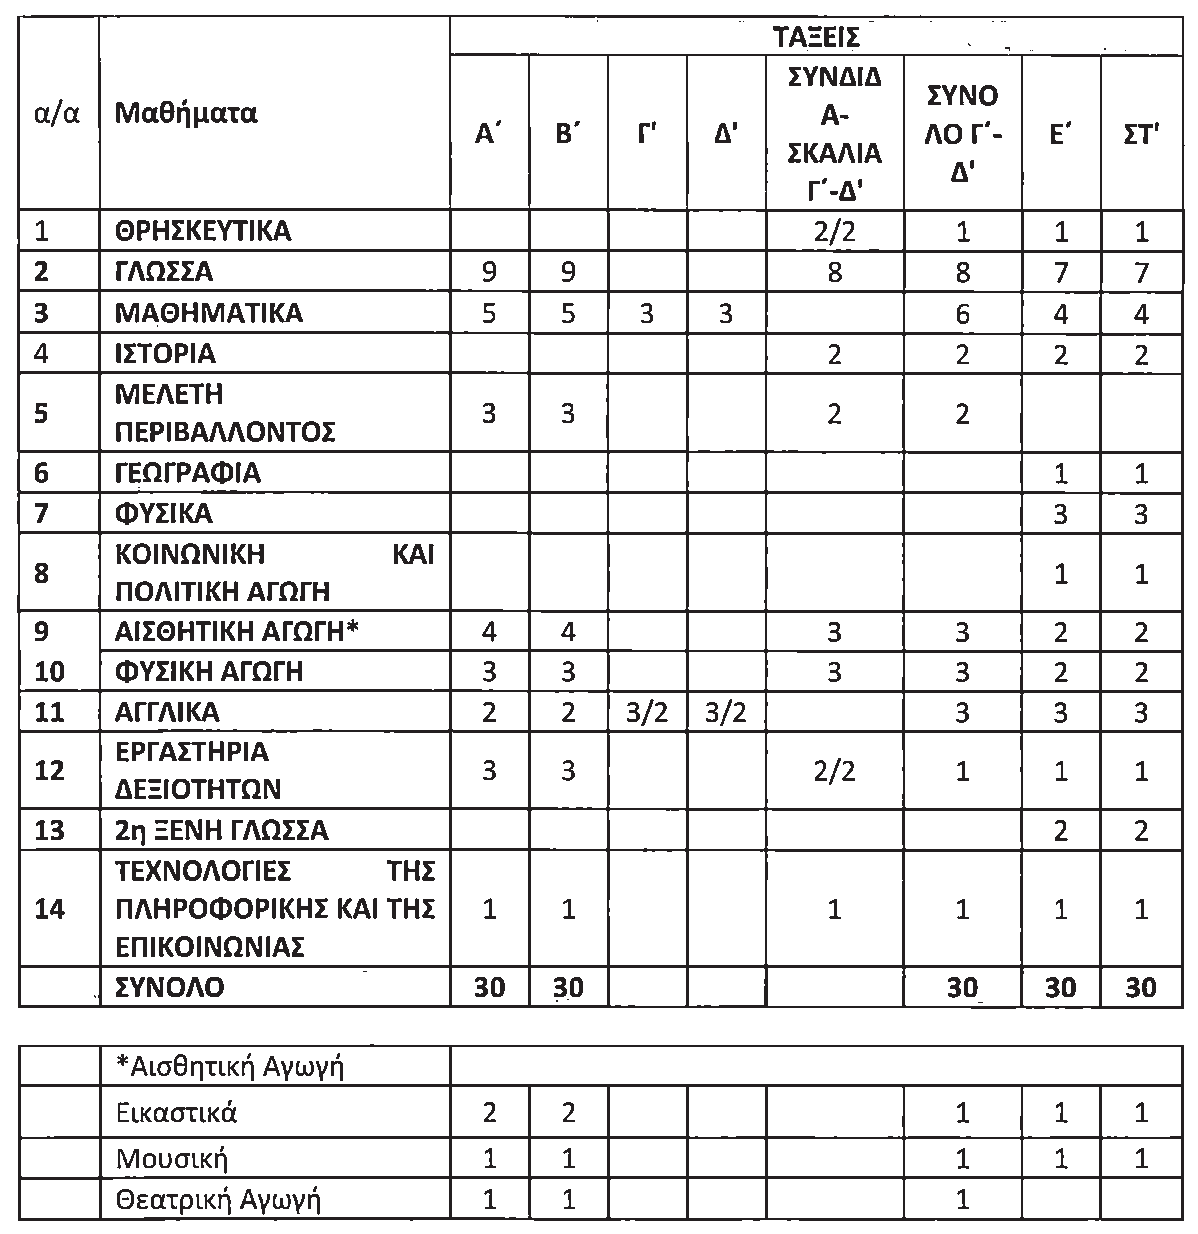 ΤΑΞΕΙΣ
α/α Μαθήματα Α΄ Β΄ Γ' Δ' ΣΥΝΔΙΔ
Α-
ΣΚΑΛΙΑ
Γ΄-Δ' ΣΥΝΟ
ΛΟ Γ΄-
Δ' Ε΄ ΣΤ'
1 ΘΡΗΣΚΕΥΤΙΚΑ 2/2 1 1 1
2 ΓΛΩΣΣΑ 9 9 8 8 7 7
3 ΜΑΘΗΜΑΤΙΚΑ 5 5 3 3 6 4 4
4 ΙΣΤΟΡΙΑ 2 2 2 2
5 ΜΕΛΕΤΗ
ΠΕΡΙΒΑΛΛΟΝΤΟΣ 3 3 2 2
6 ΓΕΩΓΡΑΦΙΑ 1 1
7 ΦΥΣΙΚΑ 3 3
8 ΚΟΙΝΩΝΙΚΗ ΚΑΙ
ΠΟΛΙΤΙΚΗ ΑΓΩΓΗ 1 1
9 ΑΙΣΘΗΤΙΚΗ ΑΓΩΓΗ* 4 4 3 3 2 2
10 ΦΥΣΙΚΗ ΑΓΩΓΗ 3 3 3 3 2 2
11 ΑΓΓΛΙΚΑ 2 2 3/2 3/2 3 3 3
12 ΕΡΓΑΣΤΗΡΙΑ
ΔΕΞΙΟΤΗΤΩΝ 3 3 2/2 1 1 1
13 2η ΞΕΝΗ ΓΛΩΣΣΑ 2 2
14 ΤΕΧΝΟΛΟΓΙΕΣ ΤΗΣ
ΠΛΗΡΟΦΟΡΙΚΗΣ ΚΑΙ ΤΗΣ
ΕΠΙΚΟΙΝΩΝΙΑΣ 1 1 1 1 1 1
ΣΥΝΟΛΟ 30 30 30 30 30
*Αισθητική Αγωγή
Εικαστικά 2 2 1 1 1
Μουσική 1 1 1 1 1
Θεατρική Αγωγή 1 1 1